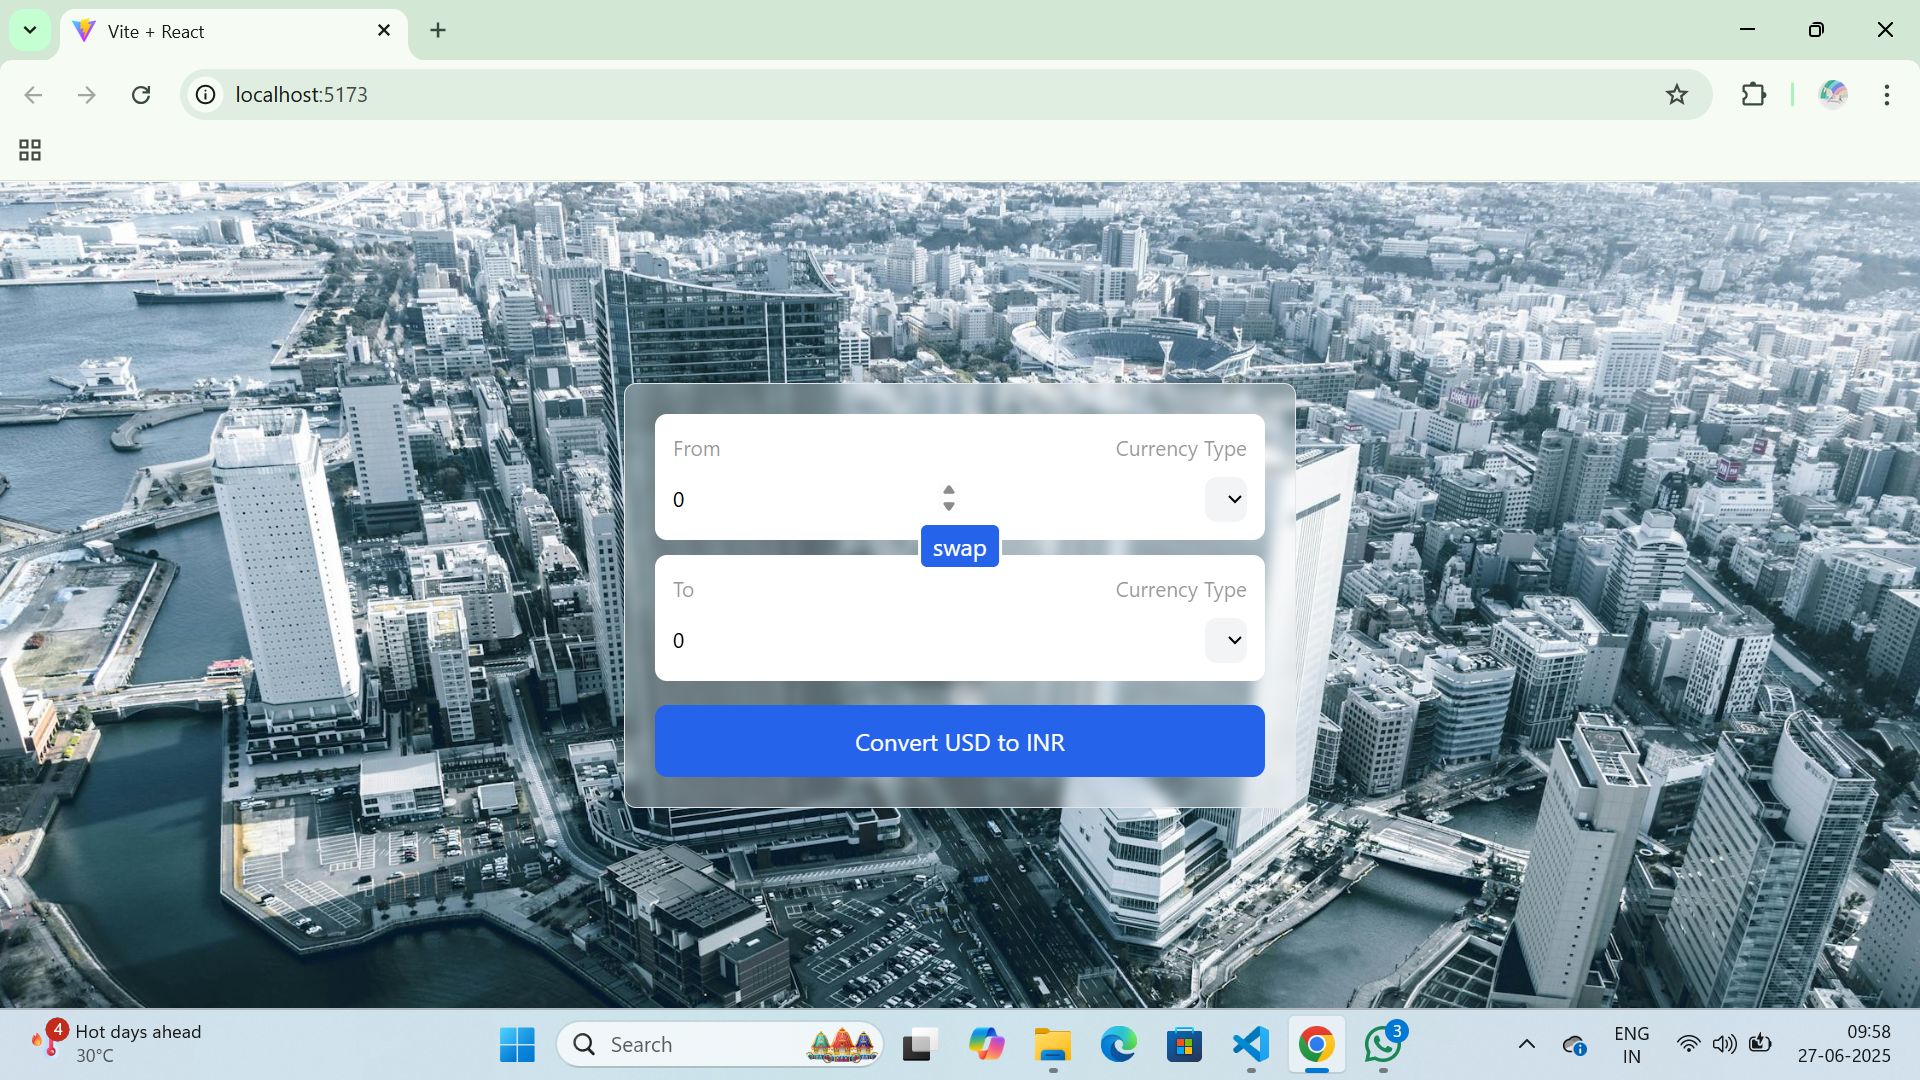 Vite + React
localhost:5173
From
Currency Type
0
swap
To
Currency Type
0
Convert USD to INR
4
Hot days ahead
30°C
Search
3
ENG
IN
09:58
27-06-2025